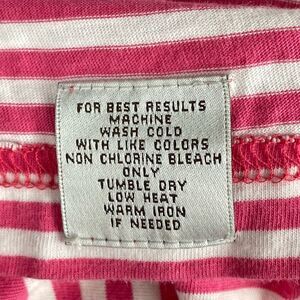 FOR BEST RESULTS
MACHINE
WASH COLD
WITH LIKE COLORS
NON CHLORINE BLEACH
ONLY
TUMBLE DRY
LOW HEAT
WARM IRON
IF NEEDED